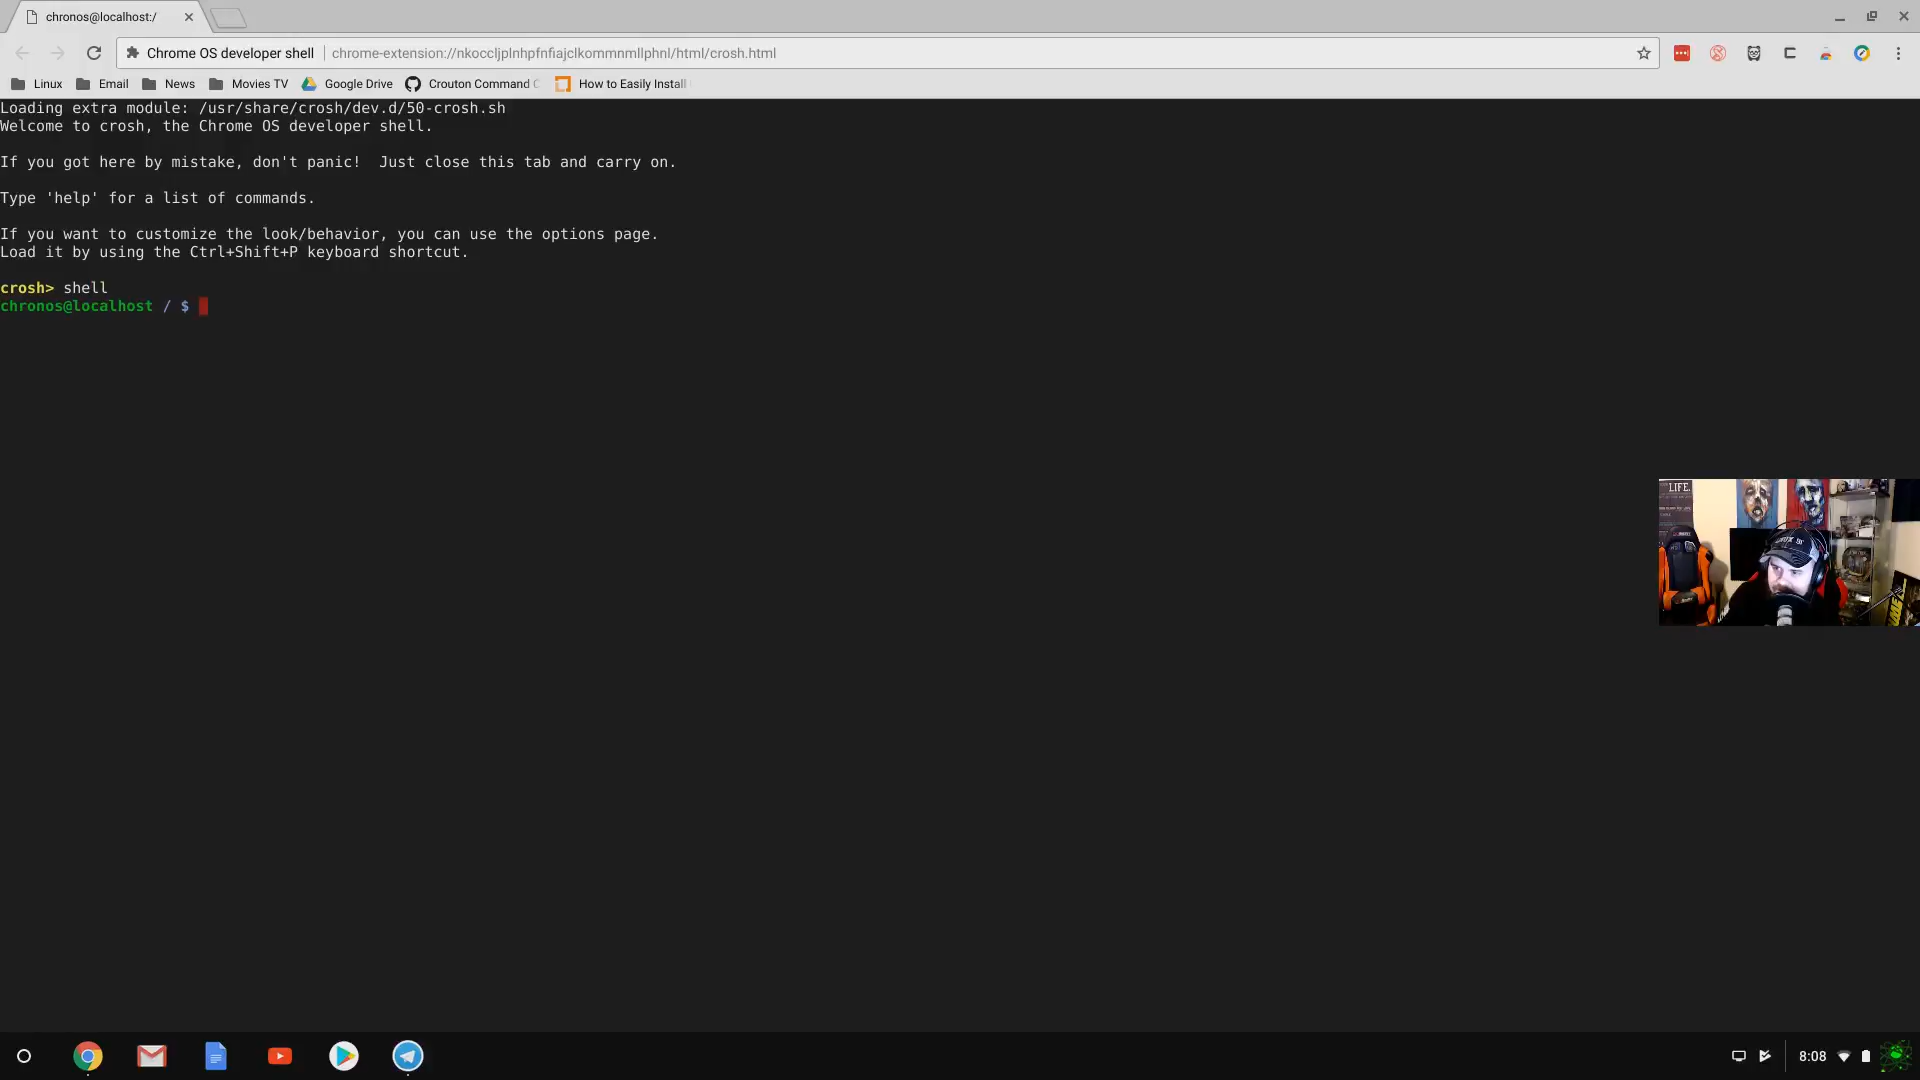 chronos@localhost:/
Chrome OS developer shell
chrome-extension://nkoccljplnhpfnfiajclkommnmllphnl/html/crosh.html
Linux
Email
News
Movies TV
Google Drive
Crouton Command
How to Easily Install
Loading extra module: /usr/share/crosh/dev.d/50-crosh.sh
Welcome to crosh, the Chrome OS developer shell.
If you got here by mistake, don't panic!  Just close this tab and carry on.
Type 'help' for a list of commands.
If you want to customize the look/behavior, you can use the options page.
Load it by using the Ctrl+Shift+P keyboard shortcut.
crosh> shell
chronos@localhost / $
LIFE.
8:08